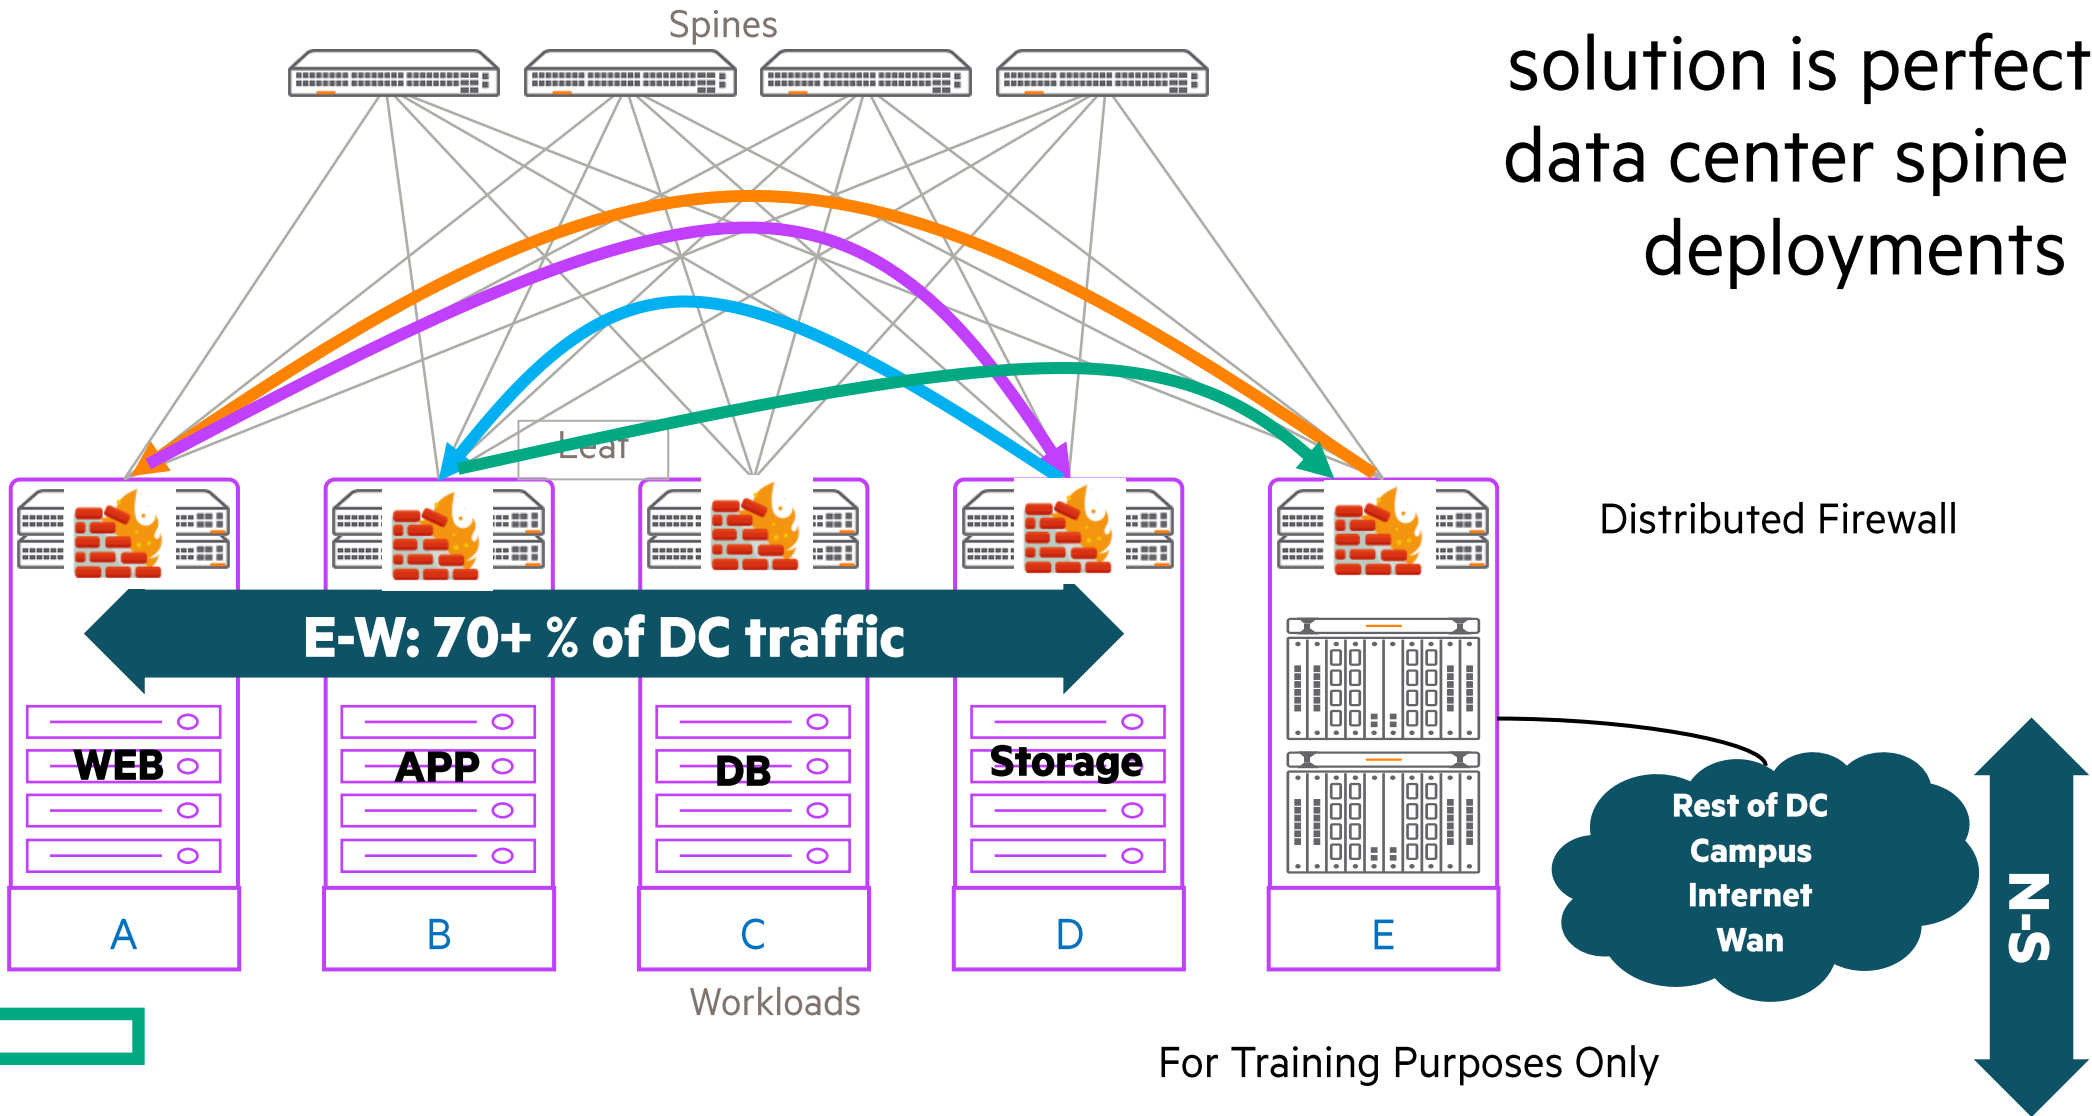 Spines
solution is perfect
data center spine
deployments
Leaf
Distributed Firewall
E-W: 70+ % of DC traffic
WEB
APP
DB
Storage
Rest of DC
Campus
Internet
Wan
N-S
A
B
C
D
E
Workloads
For Training Purposes Only